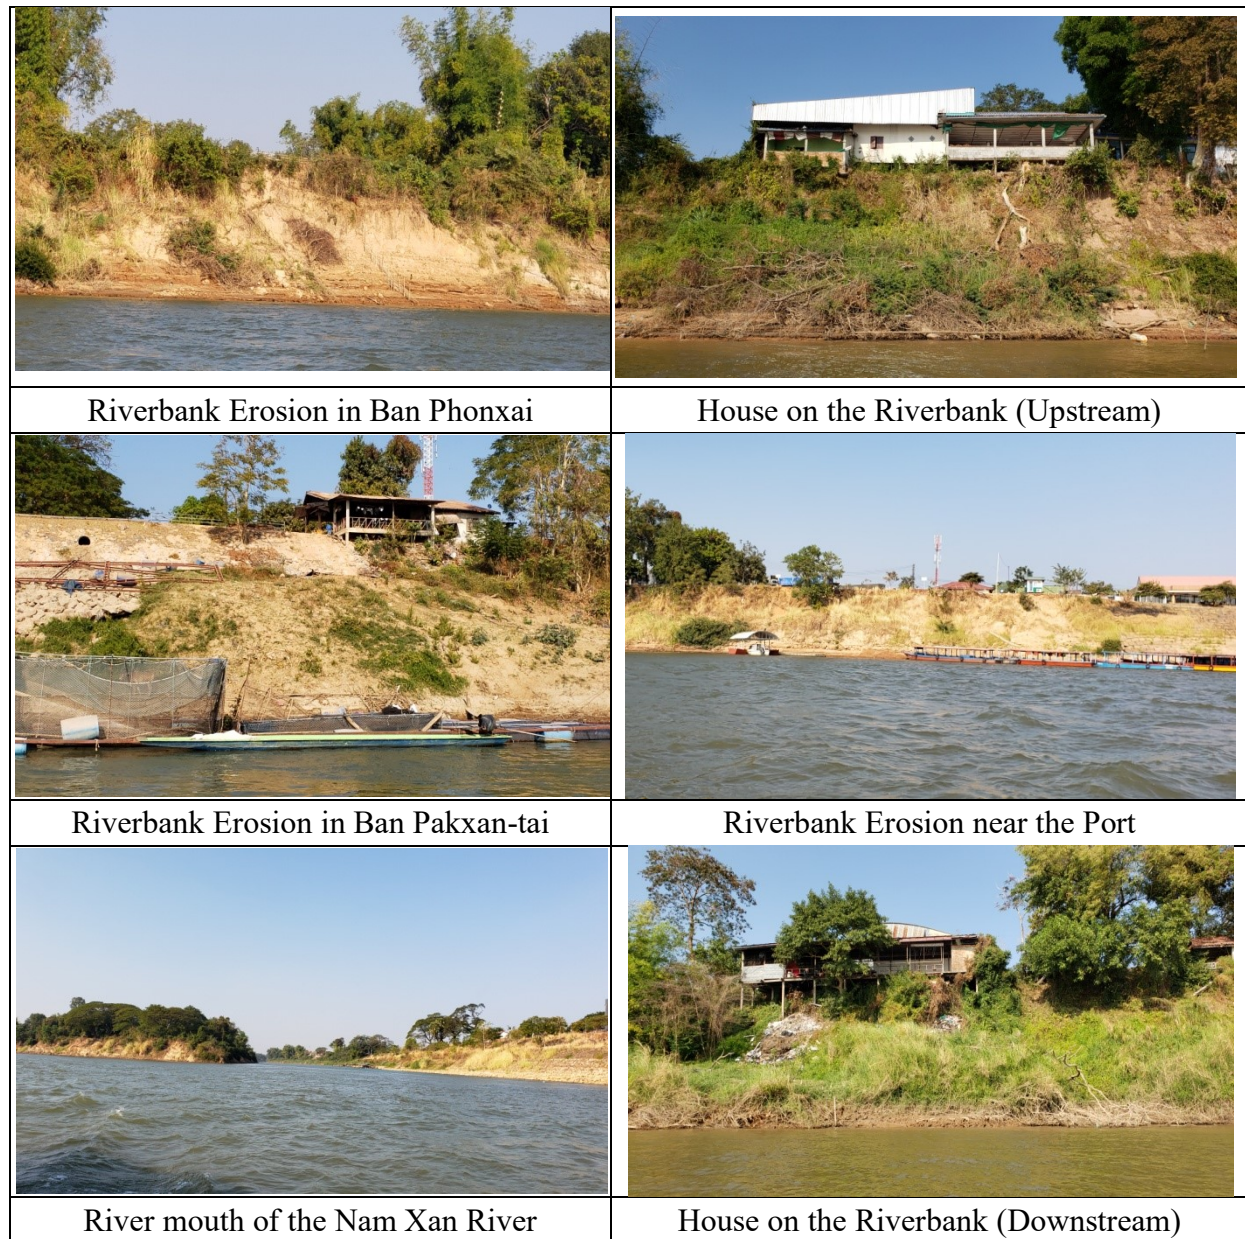 Riverbank Erosion in Ban Phonxai
House on the Riverbank (Upstream)
Riverbank Erosion in Ban Pakxan-tai
Riverbank Erosion near the Port
River mouth of the Nam Xan River
House on the Riverbank (Downstream)